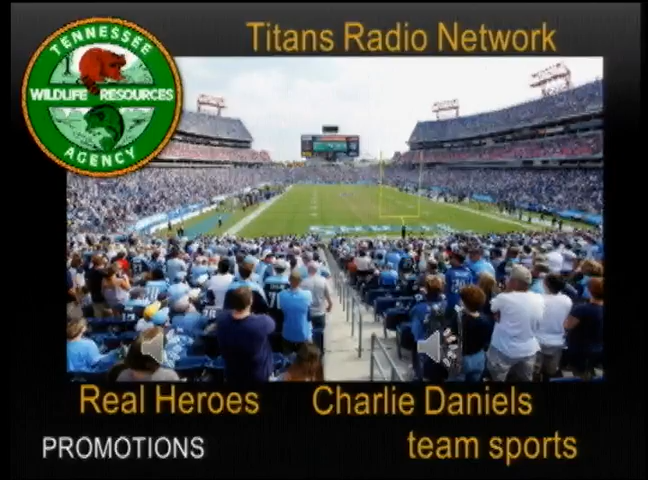 Titans Radio Network
TENNESSEE
WILDLIFE RESOURCES
AGENCY
Real Heroes
Charlie Daniels
PROMOTIONS
team sports